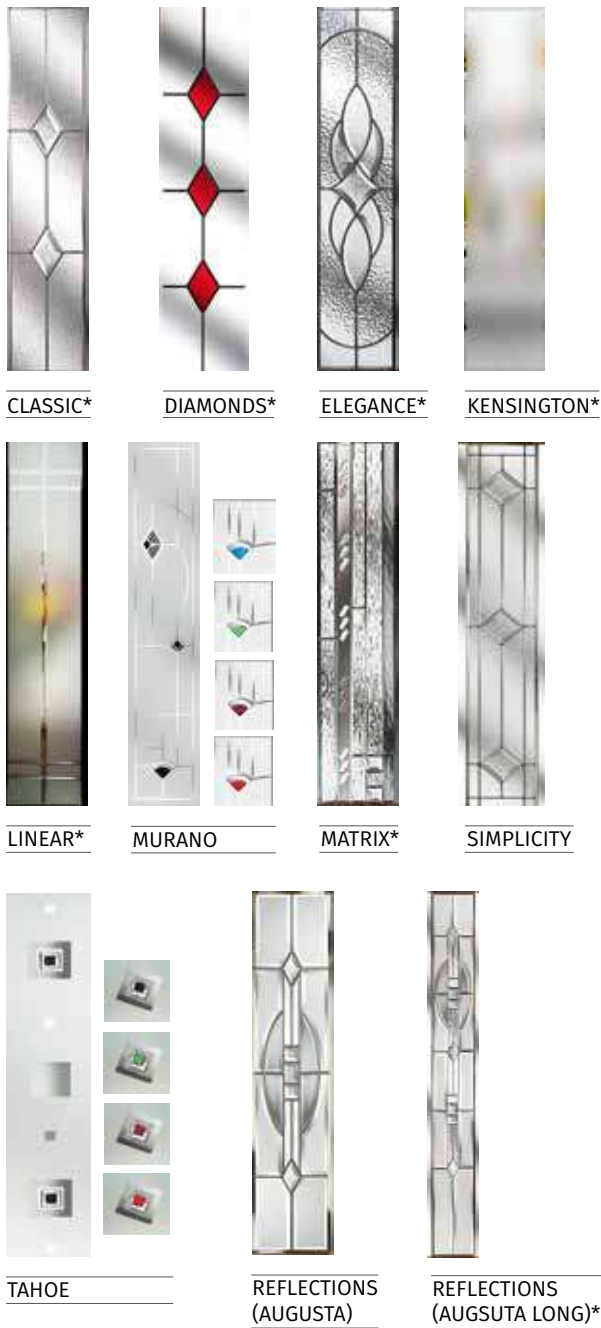 CLASSIC*
DIAMONDS*
ELEGANCE*
KENSINGTON*
LINEAR*
MURANO
MATRIX*
SIMPLICITY
TAHOE
REFLECTIONS
(AUGUSTA)
REFLECTIONS
(AUGSUTA LONG)*